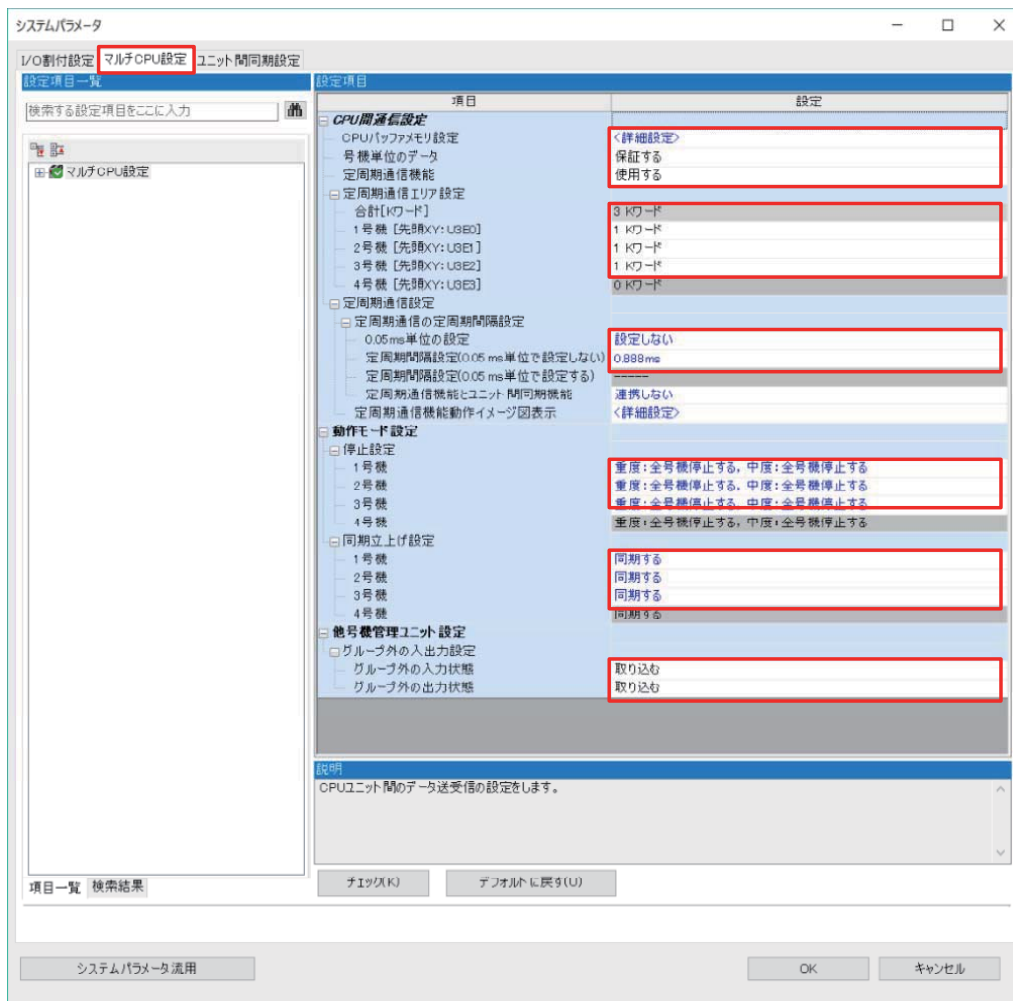 システムパラメータ
I/O割付設定 マルチCPU設定 ユニット間同期設定
設定項目一覧
検索する設定項目をここに入力
マルチCPU設定
項目一覧 検索結果
設定項目
項目 設定
CPU間通信設定
CPUバッファメモリ設定 <詳細設定>
号機単位のデータ 保証する
定周期通信機能 使用する
定周期通信エリア設定
合計[Kワード] 3 Kワード
1号機 [先頭XY:U3E0] 1 Kワード
2号機 [先頭XY:U3E1] 1 Kワード
3号機 [先頭XY:U3E2] 1 Kワード
4号機 [先頭XY:U3E3] 0 Kワード
定周期通信設定
定周期通信の定周期間隔設定
0.05ms単位の設定 設定しない
定周期間隔設定(0.05 ms単位で設定しない) 0.888ms
定周期間隔設定(0.05 ms単位で設定する) -----
定周期通信機能とユニット間同期機能 連携しない
定周期通信機能動作イメージ図表示 <詳細設定>
動作モード設定
停止設定
1号機 重度:全号機停止する, 中度:全号機停止する
2号機 重度:全号機停止する, 中度:全号機停止する
3号機 重度:全号機停止する, 中度:全号機停止する
4号機 重度:全号機停止する, 中度:全号機停止する
同期立上げ設定
1号機 同期する
2号機 同期する
3号機 同期する
4号機 同期する
他号機管理ユニット設定
グループ外の入出力設定
グループ外の入力状態 取り込む
グループ外の出力状態 取り込む
説明
CPUユニット間のデータ送受信の設定をします。
チェック(K) デフォルトに戻す(U)
システムパラメータ流用 OK キャンセル